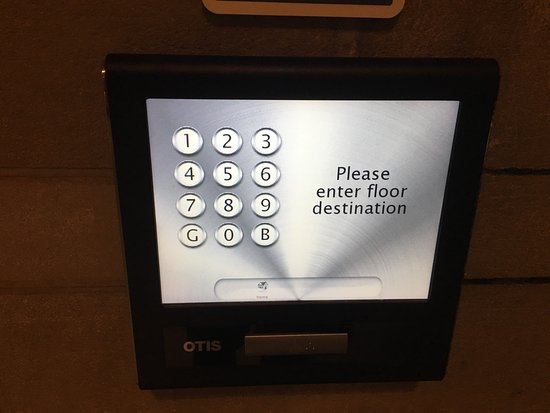 1 2 3
4 5 6
7 8 9
G 0 B
Please
enter floor
destination
OTIS